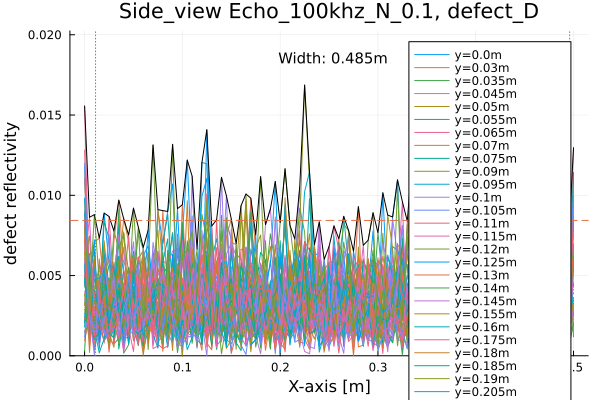 Side_view Echo_100khz_N_0.1, defect_D
0.020
0.015
0.010
0.005
0.000
defect reflectivity
Width: 0.485m
y=0.0m
y=0.03m
y=0.035m
y=0.045m
y=0.05m
y=0.055m
y=0.065m
y=0.07m
y=0.075m
y=0.09m
y=0.095m
y=0.1m
y=0.105m
y=0.11m
y=0.115m
y=0.12m
y=0.125m
y=0.13m
y=0.14m
y=0.145m
y=0.155m
y=0.16m
y=0.175m
y=0.18m
y=0.185m
y=0.19m
y=0.205m
0.0 0.1 0.2 0.3 .5
X-axis [m]